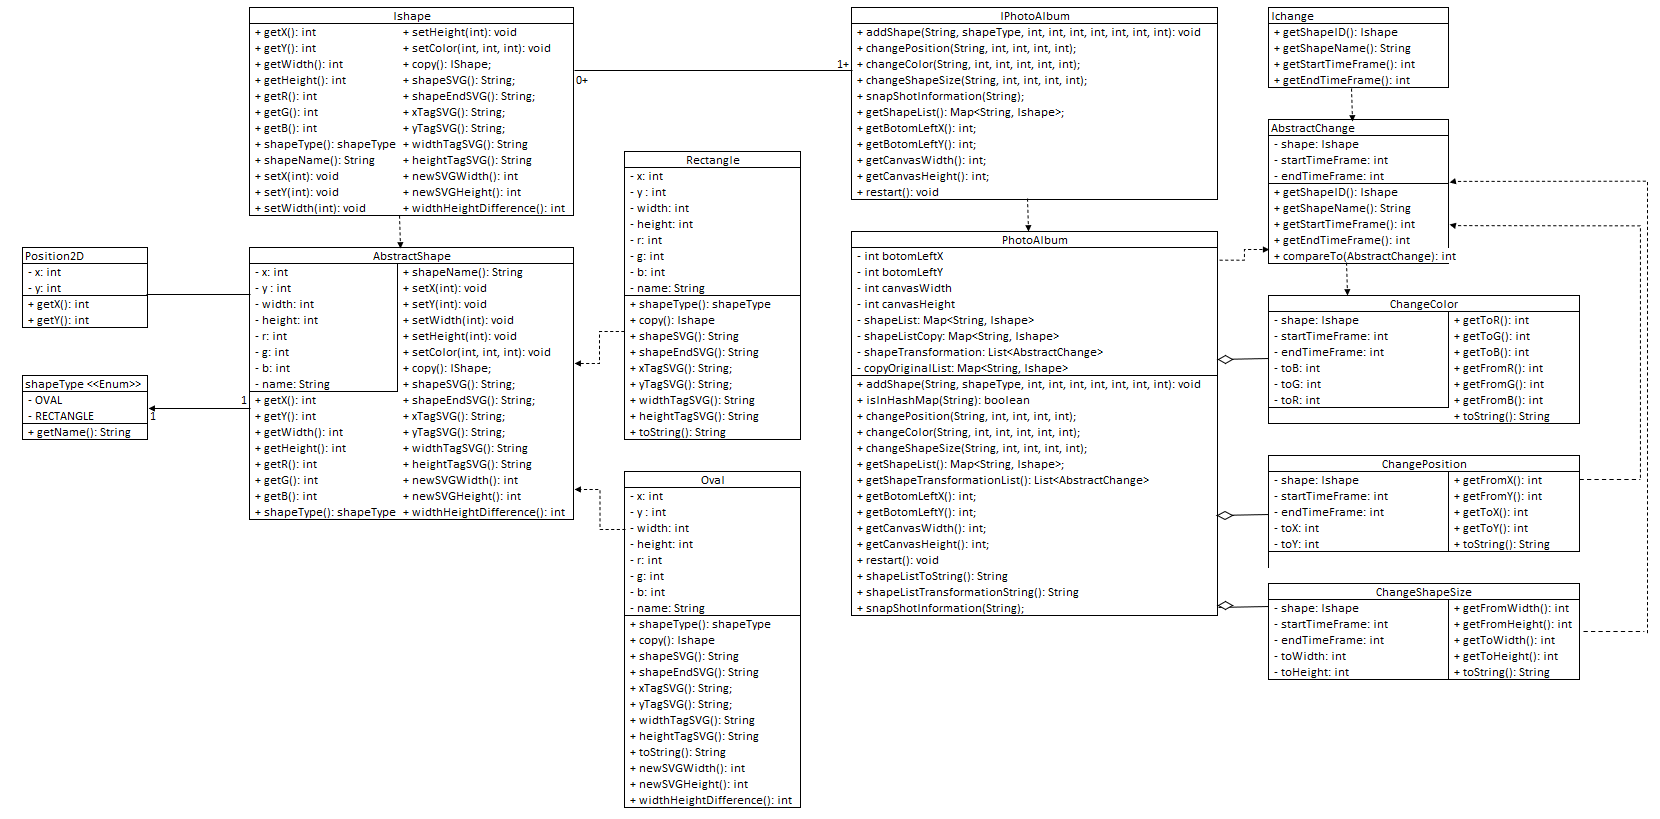 Ishape
+ getX(): int
+ getY(): int
+ getWidth(): int
+ getHeight(): int
+ getR(): int
+ getG(): int
+ getB(): int
+ shapeType(): shapeType
+ shapeName(): String
+ setX(int): void
+ setY(int): void
+ setWidth(int): void
+ setHeight(int): void
+ setColor(int, int, int): void
+ copy(): IShape;
+ shapeSVG(): String;
+ shapeEndSVG(): String;
+ xTagSVG(): String;
+ yTagSVG(): String;
+ widthTagSVG(): String
+ heightTagSVG(): String
+ newSVGWidth(): int
+ newSVGHeight(): int
+ widthHeightDifference(): int
0+
1+
IPhotoAlbum
+ addShape(String, shapeType, int, int, int, int, int, int, int): void
+ changePosition(String, int, int, int, int);
+ changeColor(String, int, int, int, int, int);
+ changeShapeSize(String, int, int, int, int);
+ snapShotInformation(String);
+ getShapeList(): Map<String, Ishape>;
+ getBotomLeftX(): int;
+ getBotomLeftY(): int;
+ getCanvasWidth(): int;
+ getCanvasHeight(): int;
+ restart(): void
Ichange
+ getShapeID(): Ishape
+ getShapeName(): String
+ getStartTimeFrame(): int
+ getEndTimeFrame(): int
AbstractChange
- shape: Ishape
- startTimeFrame: int
- endTimeFrame: int
+ getShapeID(): Ishape
+ getShapeName(): String
+ getStartTimeFrame(): int
+ getEndTimeFrame(): int
+ compareTo(AbstractChange): int
Rectangle
- x: int
- y : int
- width: int
- height: int
- r: int
- g: int
- b: int
- name: String
+ shapeType(): shapeType
+ copy(): Ishape
+ shapeSVG(): String
+ shapeEndSVG(): String
+ xTagSVG(): String;
+ yTagSVG(): String;
+ widthTagSVG(): String
+ heightTagSVG(): String
+ toString(): String
Position2D
- x: int
- y: int
+ getX(): int
+ getY(): int
shapeType <<Enum>>
- OVAL
- RECTANGLE
+ getName(): String
1
1
AbstractShape
- x: int
- y : int
- width: int
- height: int
- r: int
- g: int
- b: int
- name: String
+ getX(): int
+ getY(): int
+ getWidth(): int
+ getHeight(): int
+ getR(): int
+ getG(): int
+ getB(): int
+ shapeType(): shapeType
+ shapeName(): String
+ setX(int): void
+ setY(int): void
+ setWidth(int): void
+ setHeight(int): void
+ setColor(int, int, int): void
+ copy(): IShape;
+ shapeSVG(): String;
+ shapeEndSVG(): String;
+ xTagSVG(): String;
+ yTagSVG(): String;
+ widthTagSVG(): String
+ heightTagSVG(): String
+ newSVGWidth(): int
+ newSVGHeight(): int
+ widthHeightDifference(): int
Oval
- x: int
- y : int
- width: int
- height: int
- r: int
- g: int
- b: int
- name: String
+ shapeType(): shapeType
+ copy(): Ishape
+ shapeSVG(): String
+ shapeEndSVG(): String
+ xTagSVG(): String;
+ yTagSVG(): String;
+ widthTagSVG(): String
+ heightTagSVG(): String
+ toString(): String
+ newSVGWidth(): int
+ newSVGHeight(): int
+ widthHeightDifference(): int
PhotoAlbum
- int botomLeftX
- int botomLeftY
- int canvasWidth
- int canvasHeight
- shapeList: Map<String, Ishape>
- shapeListCopy: Map<String, Ishape>
- shapeTransformation: List<AbstractChange>
- copyOriginalList: Map<String, Ishape>
+ addShape(String, shapeType, int, int, int, int, int, int, int): void
+ isInHashMap(String): boolean
+ changePosition(String, int, int, int, int);
+ changeColor(String, int, int, int, int, int);
+ changeShapeSize(String, int, int, int, int);
+ getShapeList(): Map<String, Ishape>;
+ getShapeTransformationList(): List<AbstractChange>
+ getBotomLeftX(): int;
+ getBotomLeftY(): int;
+ getCanvasWidth(): int;
+ getCanvasHeight(): int;
+ restart(): void
+ shapeListToString(): String
+ shapeListTransformationString(): String
+ snapShotInformation(String);
ChangeColor
- shape: Ishape
- startTimeFrame: int
- endTimeFrame: int
- toB: int
- toG: int
- toR: int
+ getToR(): int
+ getToG(): int
+ getToB(): int
+ getFromR(): int
+ getFromG(): int
+ getFromB(): int
+ toString(): String
ChangePosition
- shape: Ishape
- startTimeFrame: int
- endTimeFrame: int
- toX: int
- toY: int
+ getFromX(): int
+ getFromY(): int
+ getToX(): int
+ getToY(): int
+ toString(): String
ChangeShapeSize
- shape: Ishape
- startTimeFrame: int
- endTimeFrame: int
- toWidth: int
- toHeight: int
+ getFromWidth(): int
+ getFromHeight(): int
+ getToWidth(): int
+ getToHeight(): int
+ toString(): String